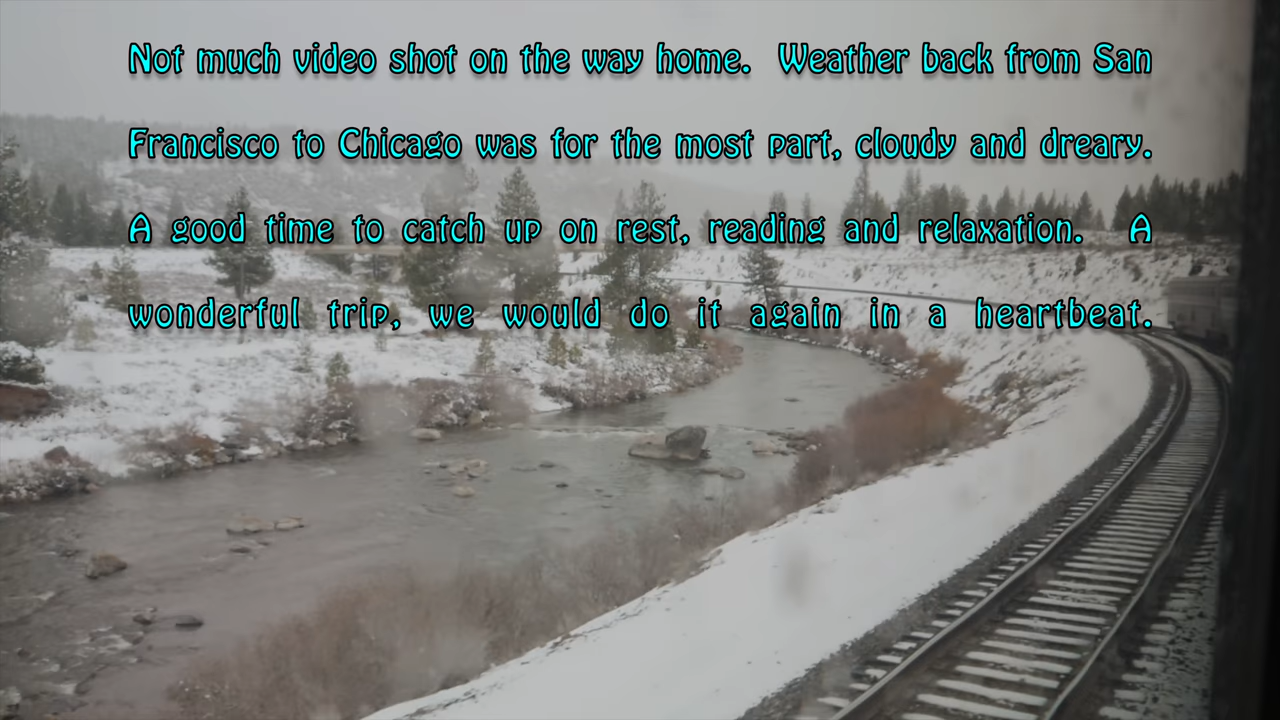 Not much video shot on the way home.  Weather back from San
Francisco to Chicago was for the most part, cloudy and dreary.
A good time to catch up on rest, reading and relaxation.  A
wonderful trip, we would do it again in a heartbeat.